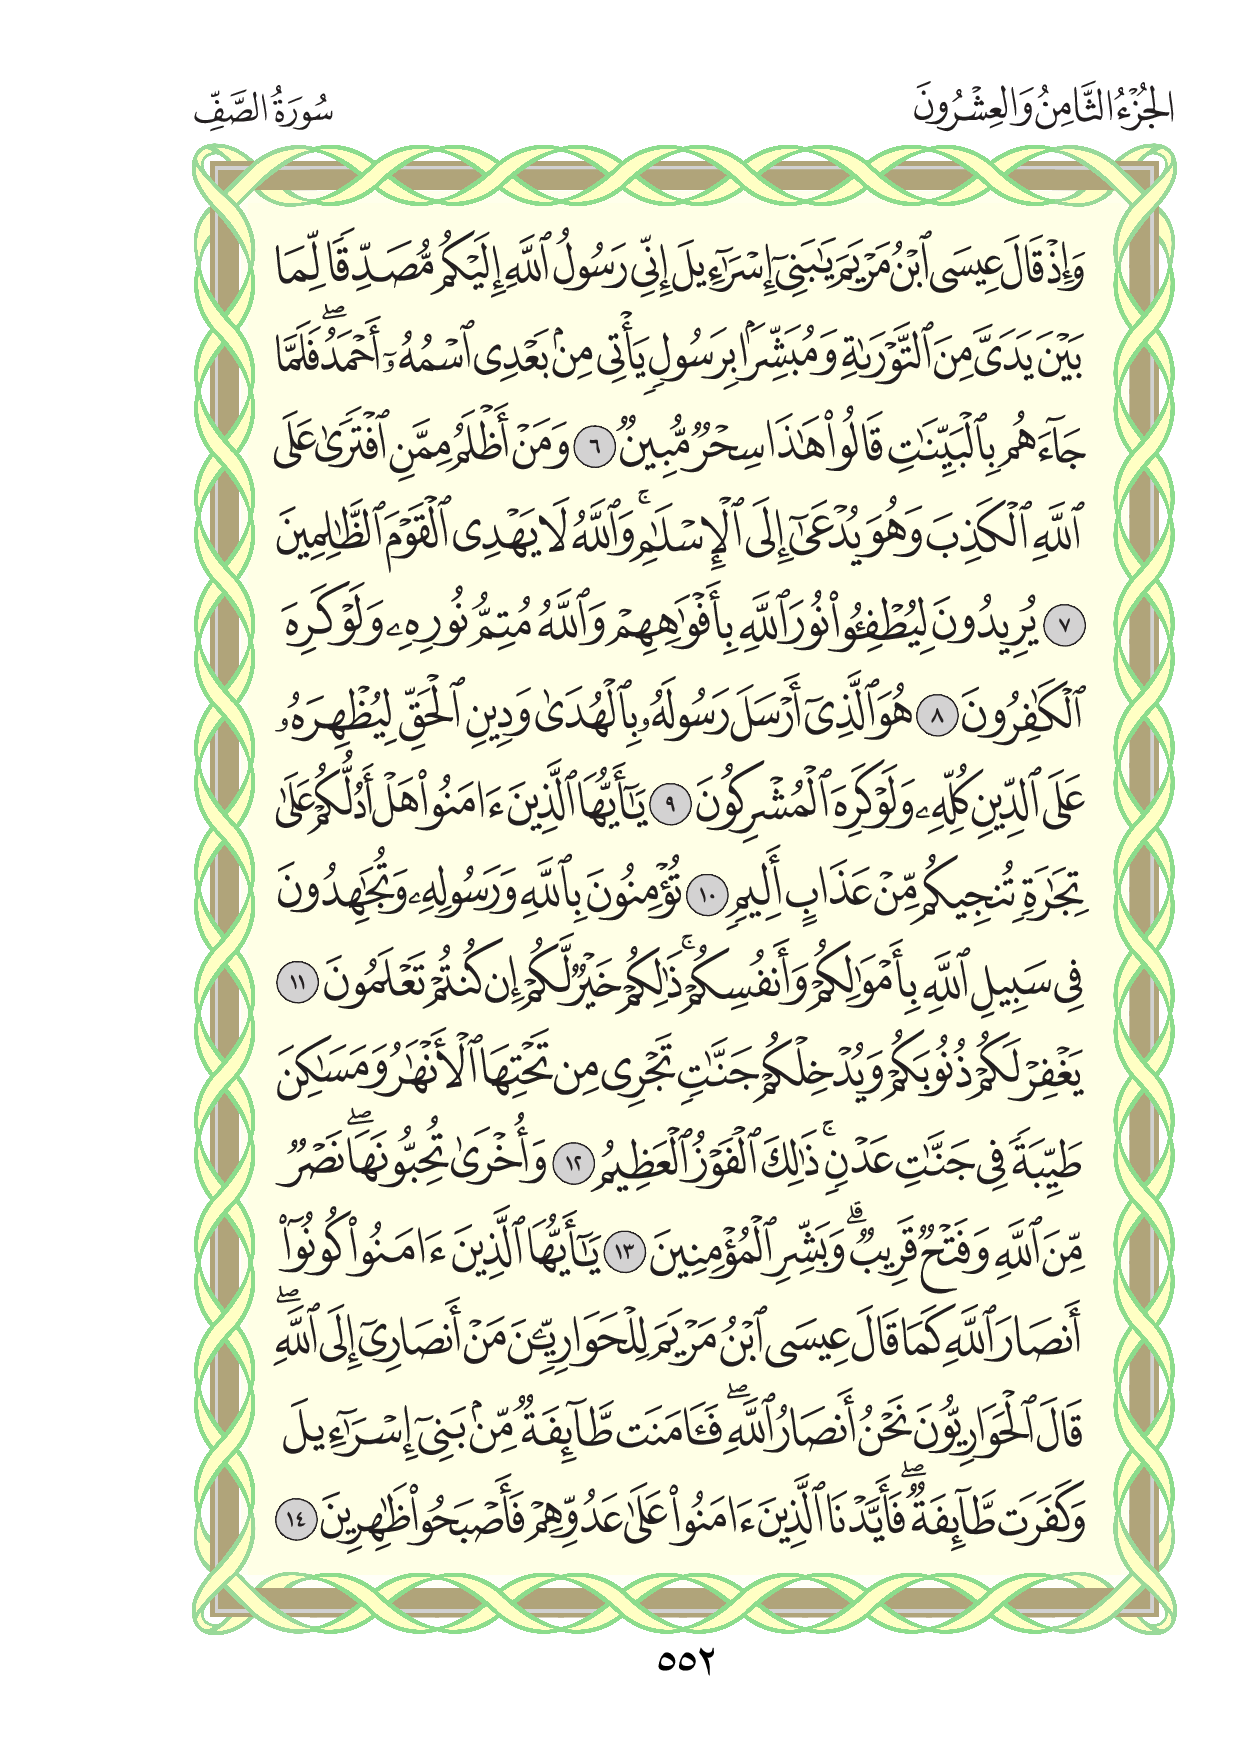 الجُزْءُ الثَّامِنُ وَالعِشْرُونَ
سُورَةُ الصَّفِّ
وَإِذْ قَالَ عِيسَى ٱبْنُ مَرْيَمَ يَٰبَنِىٓ إِسْرَٰٓءِيلَ إِنِّى رَسُولُ ٱللَّهِ إِلَيْكُم مُّصَدِّقًا لِّمَا
بَيْنَ يَدَىَّ مِنَ ٱلتَّوْرَىٰةِ وَمُبَشِّرًۢا بِرَسُولٍ يَأْتِى مِنۢ بَعْدِى ٱسْمُهُۥٓ أَحْمَدُۖ فَلَمَّا
جَآءَهُم بِٱلْبَيِّنَٰتِ قَالُوا۟ هَٰذَا سِحْرٌ مُّبِينٌ ٦ وَمَنْ أَظْلَمُ مِمَّنِ ٱفْتَرَىٰ عَلَى
ٱللَّهِ ٱلْكَذِبَ وَهُوَ يُدْعَىٰٓ إِلَى ٱلْإِسْلَٰمِۚ وَٱللَّهُ لَا يَهْدِى ٱلْقَوْمَ ٱلظَّٰلِمِينَ
٧ يُرِيدُونَ لِيُطْفِـُٔوا۟ نُورَ ٱللَّهِ بِأَفْوَٰهِهِمْ وَٱللَّهُ مُتِمُّ نُورِهِۦ وَلَوْ كَرِهَ
ٱلْكَٰفِرُونَ ٨ هُوَ ٱلَّذِىٓ أَرْسَلَ رَسُولَهُۥ بِٱلْهُدَىٰ وَدِينِ ٱلْحَقِّ لِيُظْهِرَهُۥ
عَلَى ٱلدِّينِ كُلِّهِۦ وَلَوْ كَرِهَ ٱلْمُشْرِكُونَ ٩ يَٰٓأَيُّهَا ٱلَّذِينَ ءَامَنُوا۟ هَلْ أَدُلُّكُمْ عَلَىٰ
تِجَٰرَةٍ تُنجِيكُم مِّنْ عَذَابٍ أَلِيمٍ ١٠ تُؤْمِنُونَ بِٱللَّهِ وَرَسُولِهِۦ وَتُجَٰهِدُونَ
فِى سَبِيلِ ٱللَّهِ بِأَمْوَٰلِكُمْ وَأَنفُسِكُمْۚ ذَٰلِكُمْ خَيْرٌ لَّكُمْ إِن كُنتُمْ تَعْلَمُونَ ١١
يَغْفِرْ لَكُمْ ذُنُوبَكُمْ وَيُدْخِلْكُمْ جَنَّٰتٍ تَجْرِى مِن تَحْتِهَا ٱلْأَنْهَٰرُ وَمَسَٰكِنَ
طَيِّبَةً فِى جَنَّٰتِ عَدْنٍۚ ذَٰلِكَ ٱلْفَوْزُ ٱلْعَظِيمُ ١٢ وَأُخْرَىٰ تُحِبُّونَهَاۖ نَصْرٌ
مِّنَ ٱللَّهِ وَفَتْحٌ قَرِيبٌۗ وَبَشِّرِ ٱلْمُؤْمِنِينَ ١٣ يَٰٓأَيُّهَا ٱلَّذِينَ ءَامَنُوا۟ كُونُوٓا۟
أَنصَارَ ٱللَّهِ كَمَا قَالَ عِيسَى ٱبْنُ مَرْيَمَ لِلْحَوَارِيِّـۧنَ مَنْ أَنصَارِىٓ إِلَى ٱللَّهِۖ
قَالَ ٱلْحَوَارِيُّونَ نَحْنُ أَنصَارُ ٱللَّهِۖ فَـَٔامَنَت طَّآئِفَةٌ مِّنۢ بَنِىٓ إِسْرَٰٓءِيلَ
وَكَفَرَت طَّآئِفَةٌۖ فَأَيَّدْنَا ٱلَّذِينَ ءَامَنُوا۟ عَلَىٰ عَدُوِّهِمْ فَأَصْبَحُوا۟ ظَٰهِرِينَ ١٤
٥٥٢